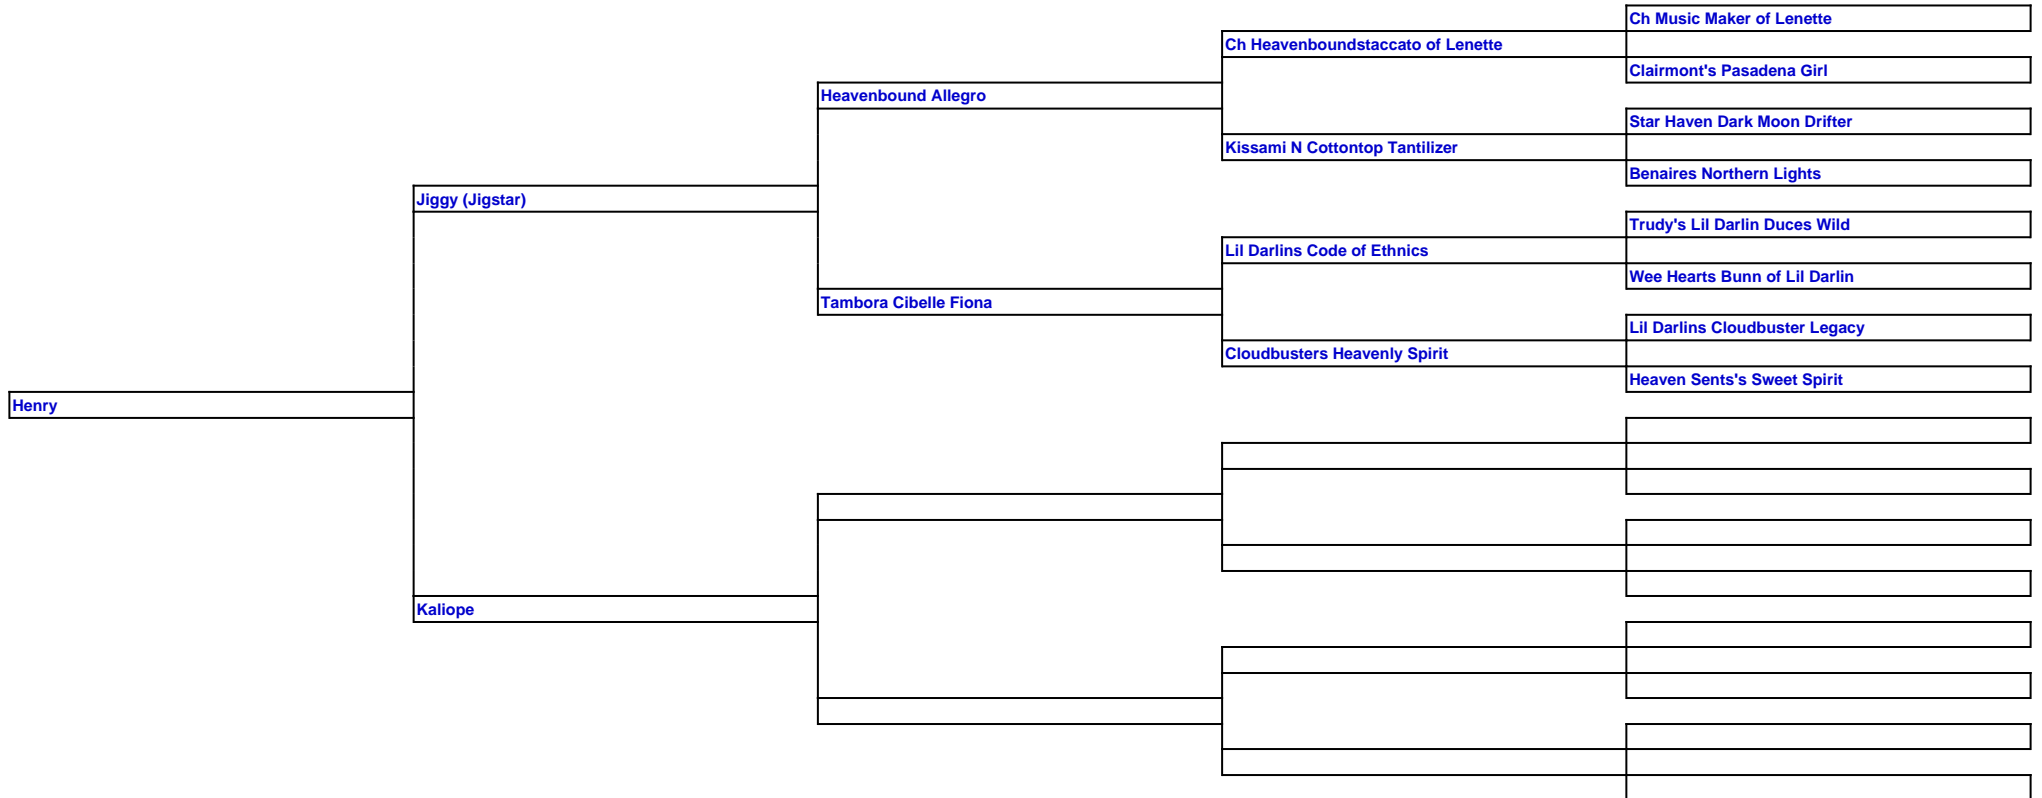 Ch Music Maker of Lenette
Ch Heavenboundstaccato of Lenette
Clairmont's Pasadena Girl
Heavenbound Allegro
Star Haven Dark Moon Drifter
Kissami N Cottontop Tantilizer
Benaires Northern Lights
Jiggy (Jigstar)
Trudy's Lil Darlin Duces Wild
Lil Darlins Code of Ethnics
Wee Hearts Bunn of Lil Darlin
Tambora Cibelle Fiona
Lil Darlins Cloudbuster Legacy
Cloudbusters Heavenly Spirit
Heaven Sents's Sweet Spirit
Henry
Kaliope